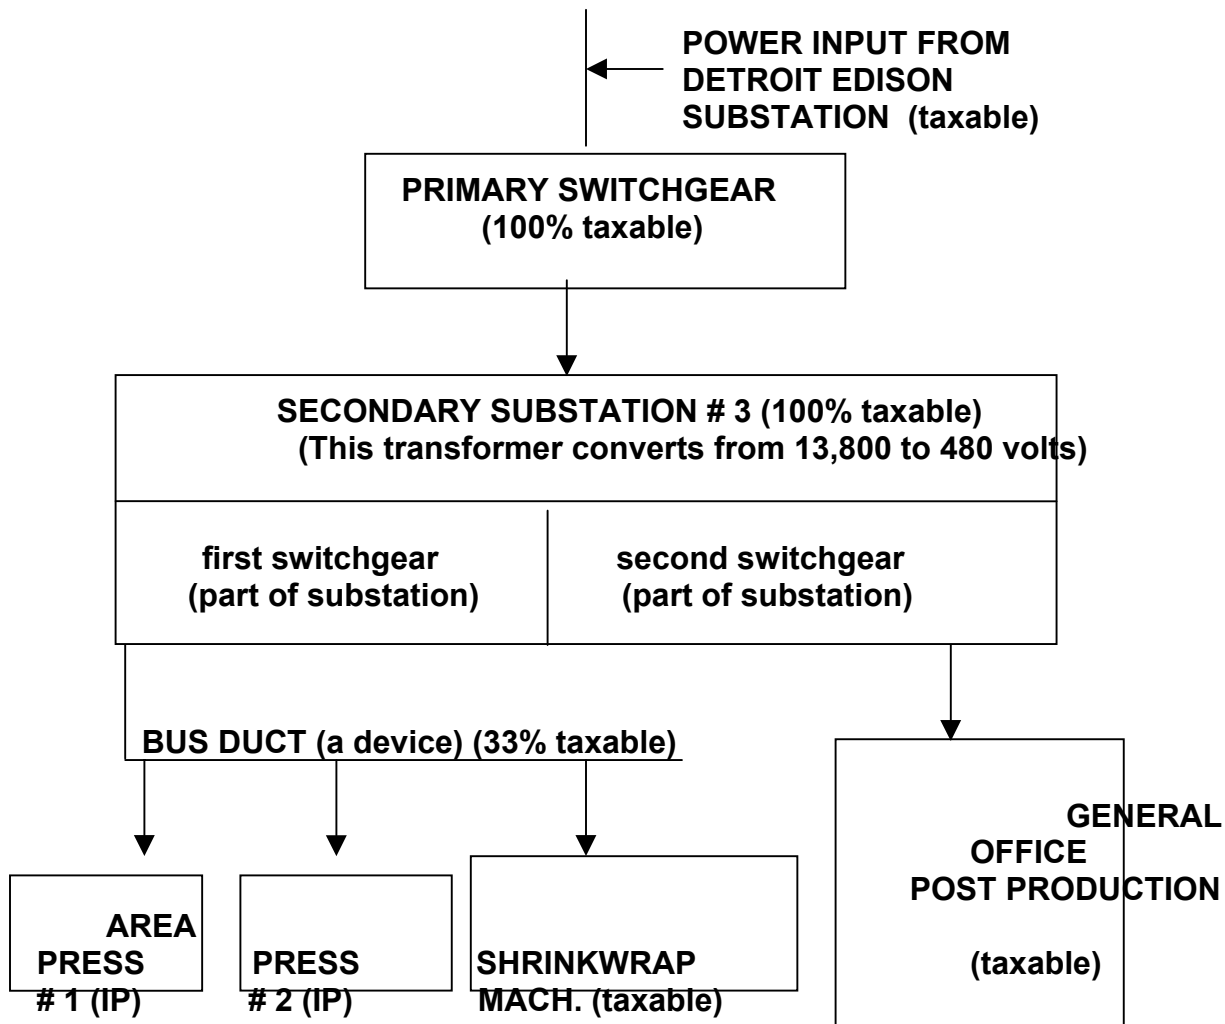 POWER INPUT FROM
DETROIT EDISON
SUBSTATION (taxable)
PRIMARY SWITCHGEAR
(100% taxable)
SECONDARY SUBSTATION # 3 (100% taxable)
(This transformer converts from 13,800 to 480 volts)
first switchgear
(part of substation)
second switchgear
(part of substation)
BUS DUCT (a device) (33% taxable)
GENERAL
OFFICE
POST PRODUCTION
(taxable)
AREA
PRESS
# 1 (IP)
PRESS
# 2 (IP)
SHRINKWRAP
MACH. (taxable)